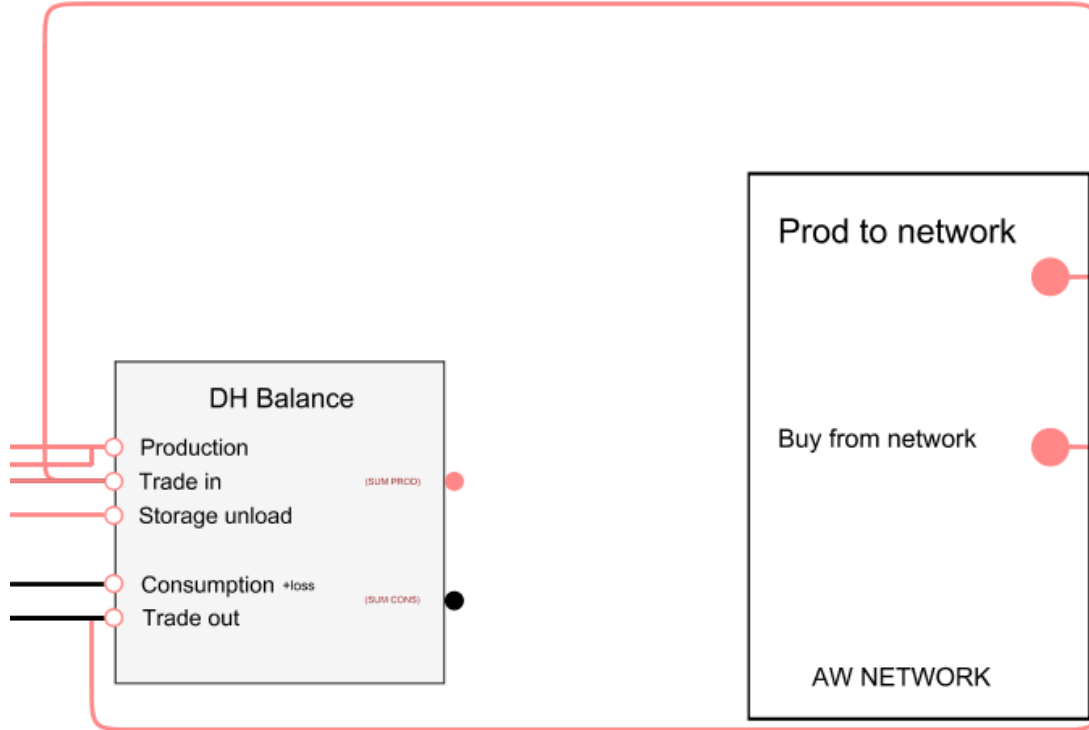 Prod to network
Buy from network
AW NETWORK
DH Balance
Production
Trade in
(SUM PROD)
Storage unload
Consumption +loss
(SUM CONS)
Trade out